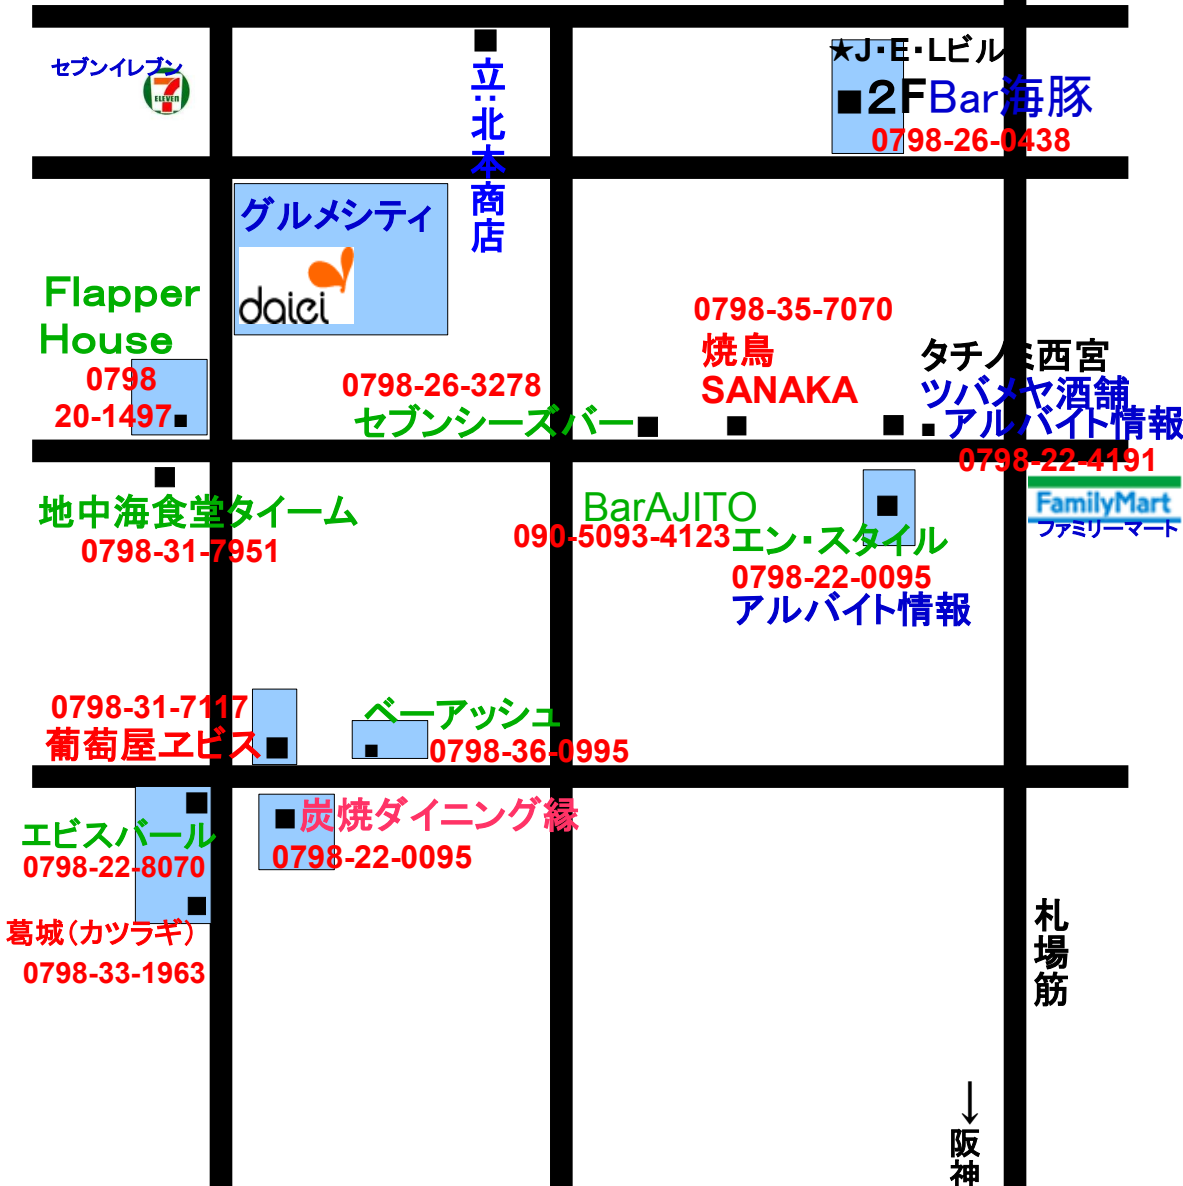 セブンイレブン
7
ELEVEN
立::北本商店
★J・E・Lビル
■2FBar海豚
0798-26-0438
グルメシティ
daiei
Flapper
House
0798
20-1497
0798-26-3278
セブンシーズバー
0798-35-7070
焼鳥
SANAKA
タチノミ西宮
ツバメヤ酒舗
アルバイト情報
0798-22-4191
地中海食堂タイーム
0798-31-7951
BarAJITO
090-5093-4123
エン・スタイル
0798-22-0095
アルバイト情報
FamilyMart
ファミリーマート
0798-31-7117
葡萄屋ヱビス
ベーアッシュ
0798-36-0995
エビスバール
0798-22-8070
炭焼ダイニング縁
0798-22-0095
葛城(カツラギ)
0798-33-1963
札場筋
→阪神